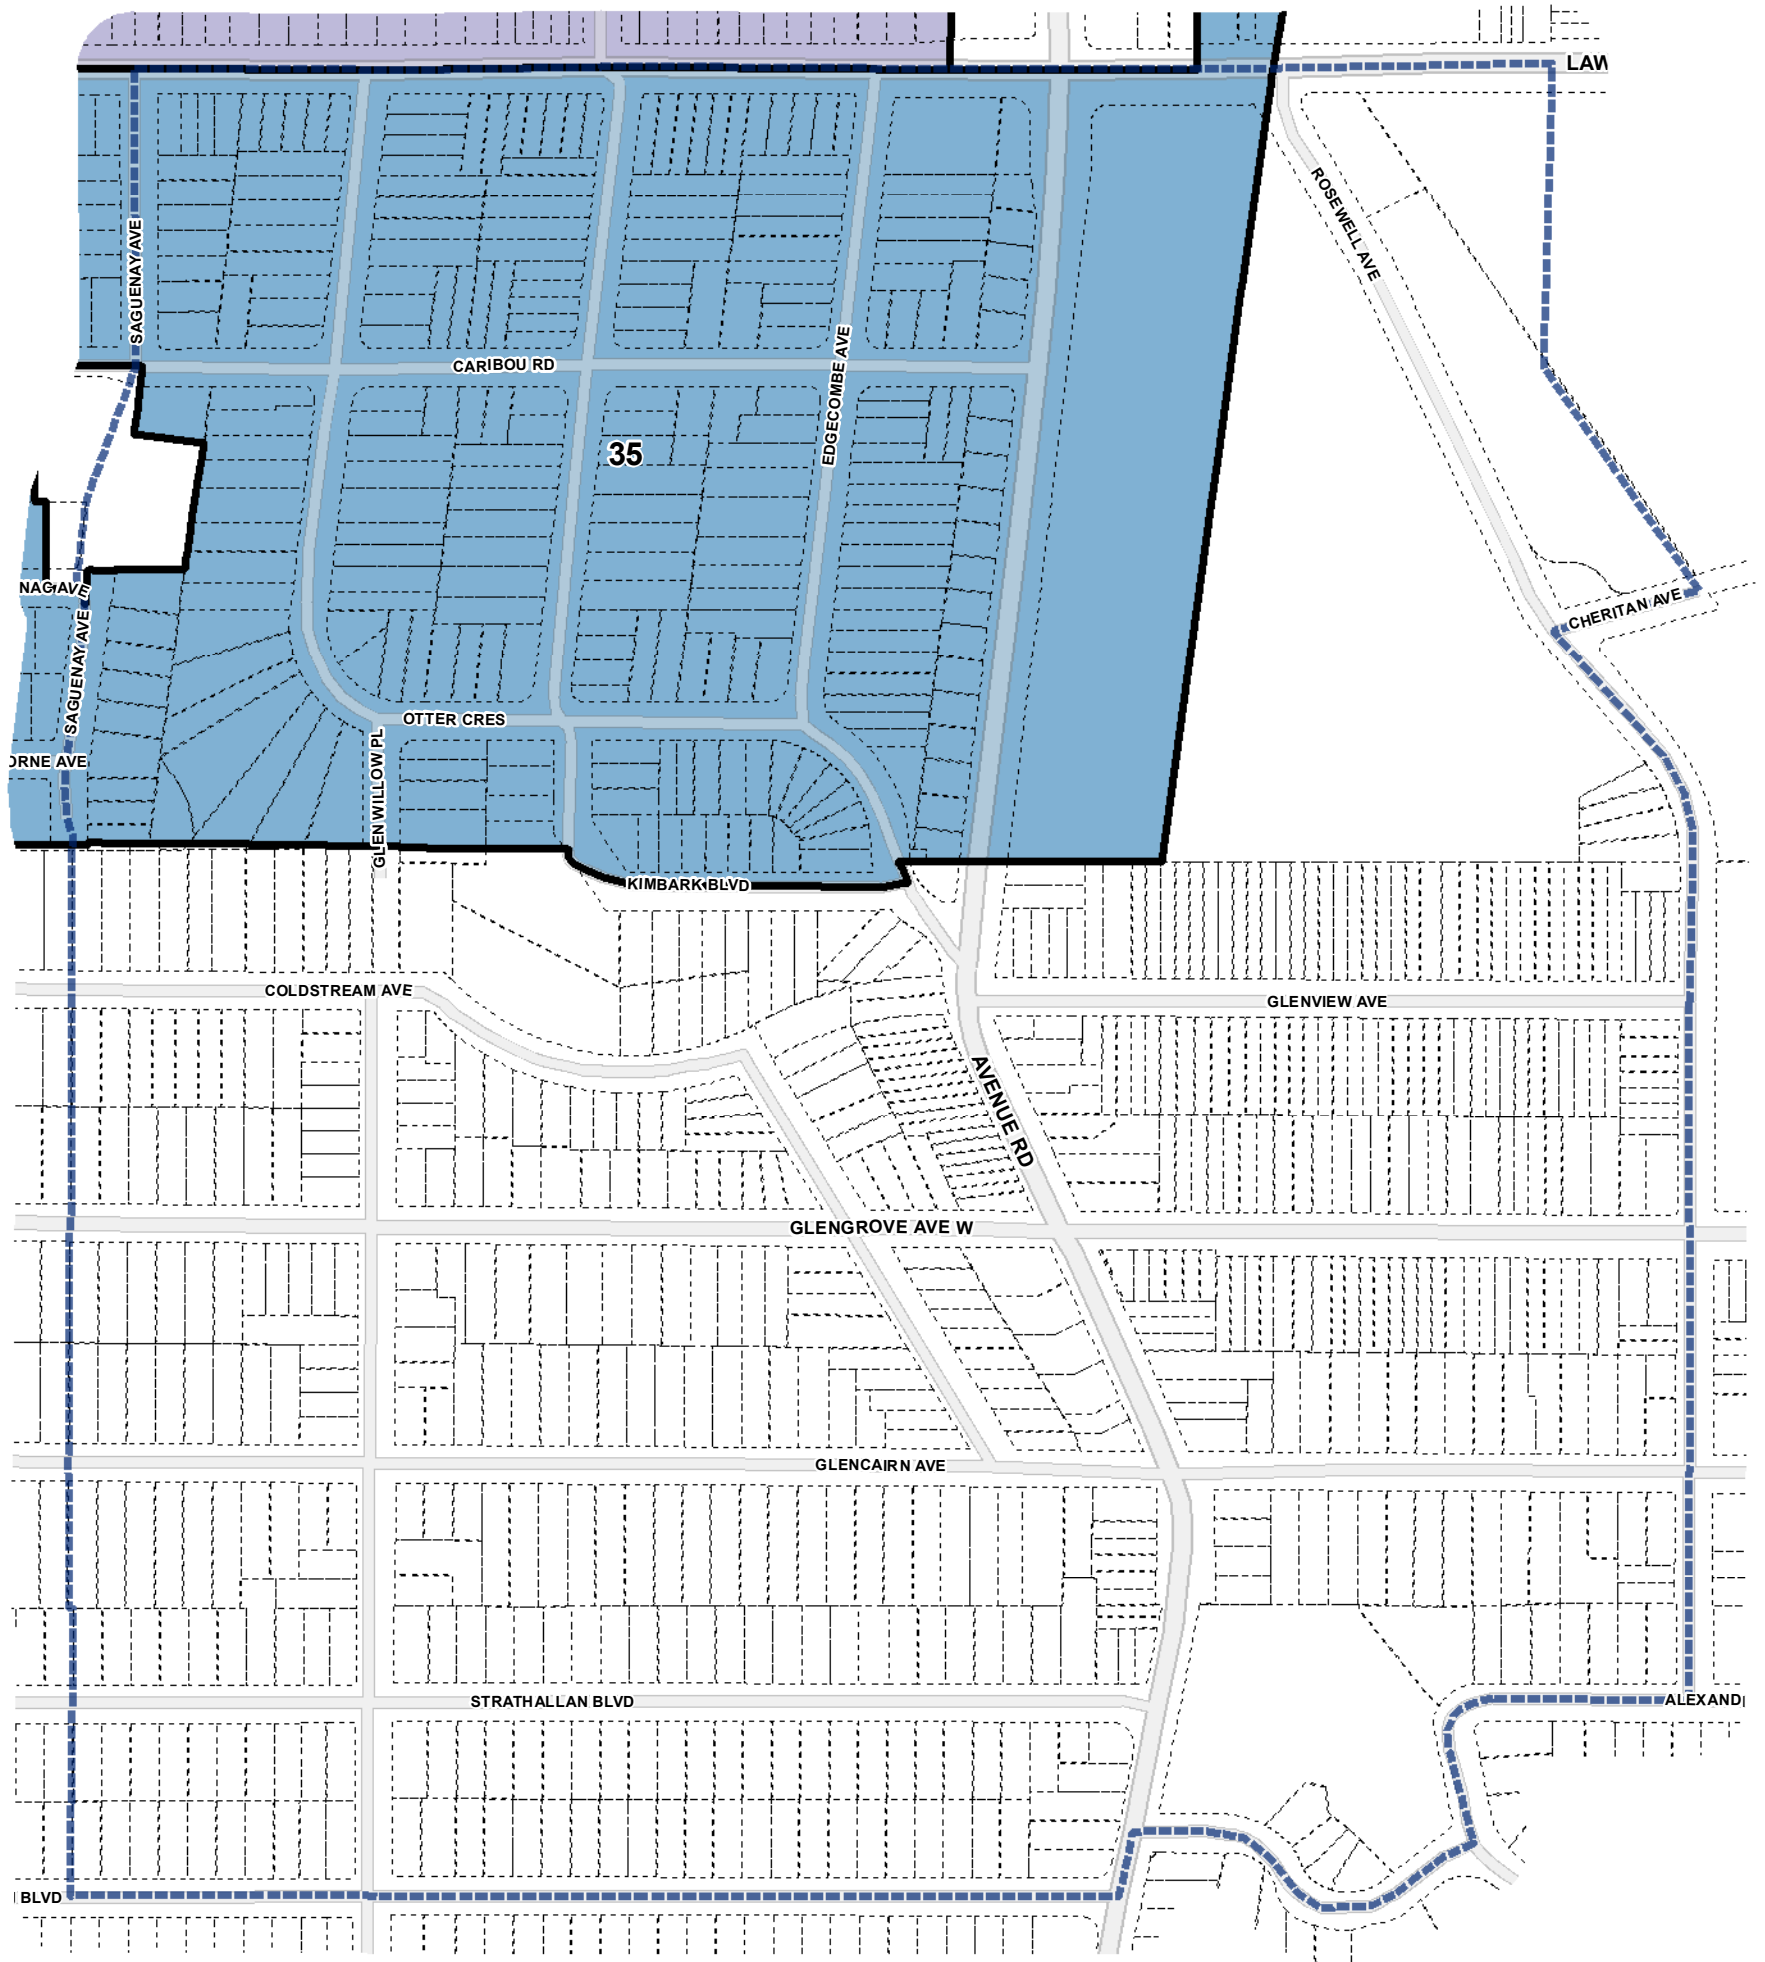 LAW
ROSEWELL AVE
SAGUENAY AVE
CARIBOU RD
EDGECOMBE AVE
35
NAG AVE
CHERITAN AVE
SAGUENAY AVE
OTTER CRES
GLEN WILLOW PL
ORNE AVE
KIMBARK BLVD
COLDSTREAM AVE
GLENVIEW AVE
AVENUE RD
GLENGROVE AVE W
GLENCAIRN AVE
STRATHALLAN BLVD
ALEXAND
BLVD